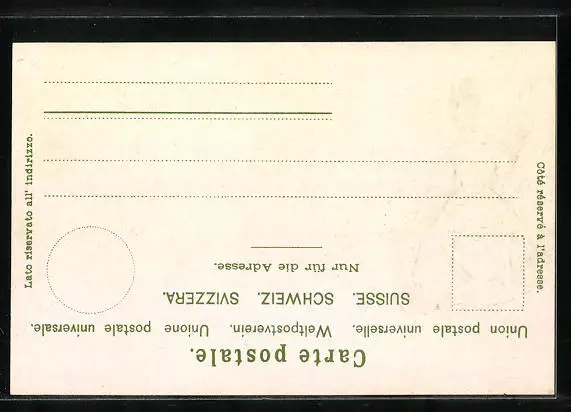 Carte postale.
Union postale universelle. Weltpostverein. Unione postale universale.
SUISSE. SCHWEIZ. SVIZZERA.
Nur für die Adresse.
Côté réservé à l'adresse.
Lato riservato all' indirizzo.